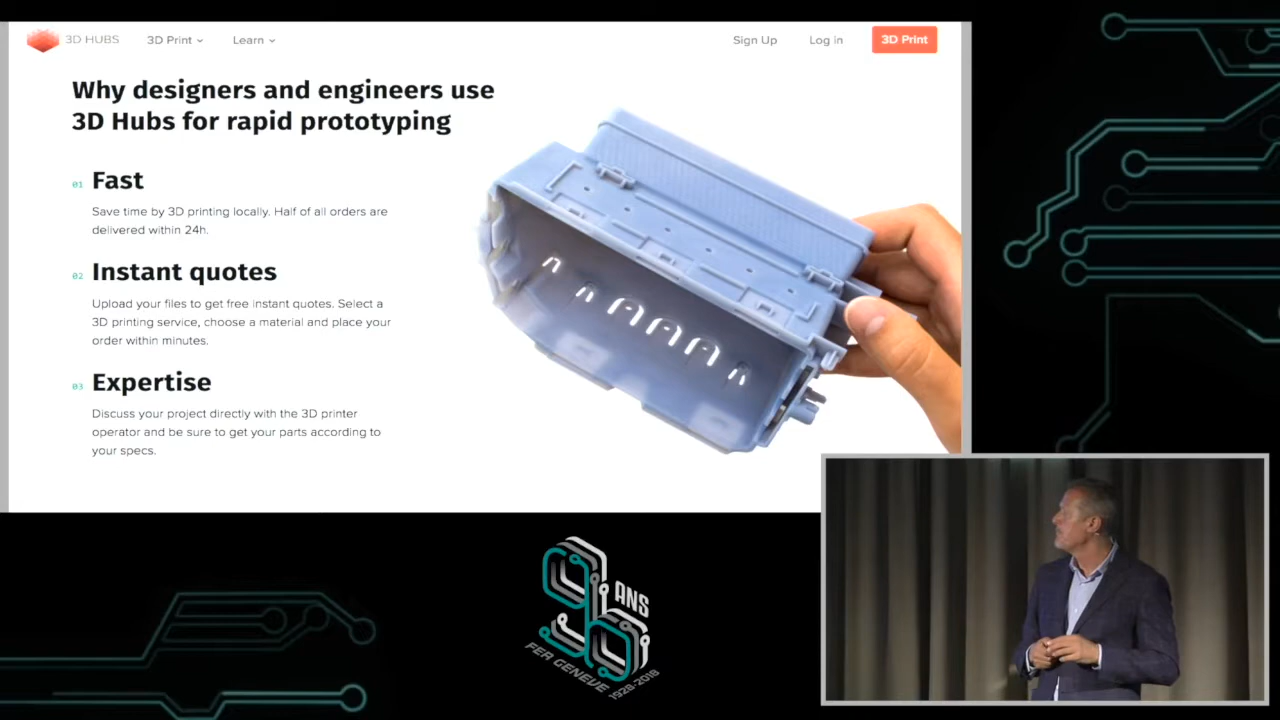 3D HUBS
3D Print
Learn
Sign Up
Log in
3D Print
Why designers and engineers use
3D Hubs for rapid prototyping
01 Fast
Save time by 3D printing locally. Half of all orders are
delivered within 24h.
02 Instant quotes
Upload your files to get free instant quotes. Select a
3D printing service, choose a material and place your
order within minutes.
03 Expertise
Discuss your project directly with the 3D printer
operator and be sure to get your parts according to
your specs.
90
ANS
FER GENEVE 1928-2018